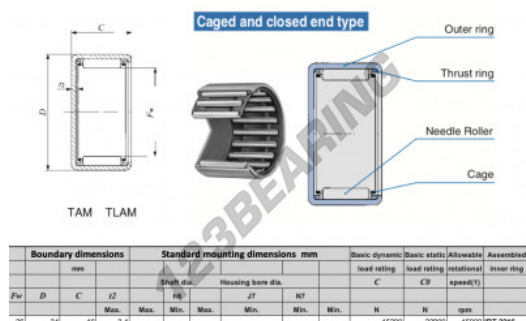 Caged and closed end type
C
t2
D
Fw
TAM TLAM
Outer ring
Thrust ring
Needle Roller
Cage
123BEARING
Boundary dimensions Standard mounting dimensions mm Basic dynamic Basic static Allowable Assembled
mm load rating load rating rotational inner ring
Shaft dia. Housing bore dia. C C0 speed(1)
Fw D C t2 h6 J7 N7
Max. Max. Min. Max. Min. Min. Min. N N rpm